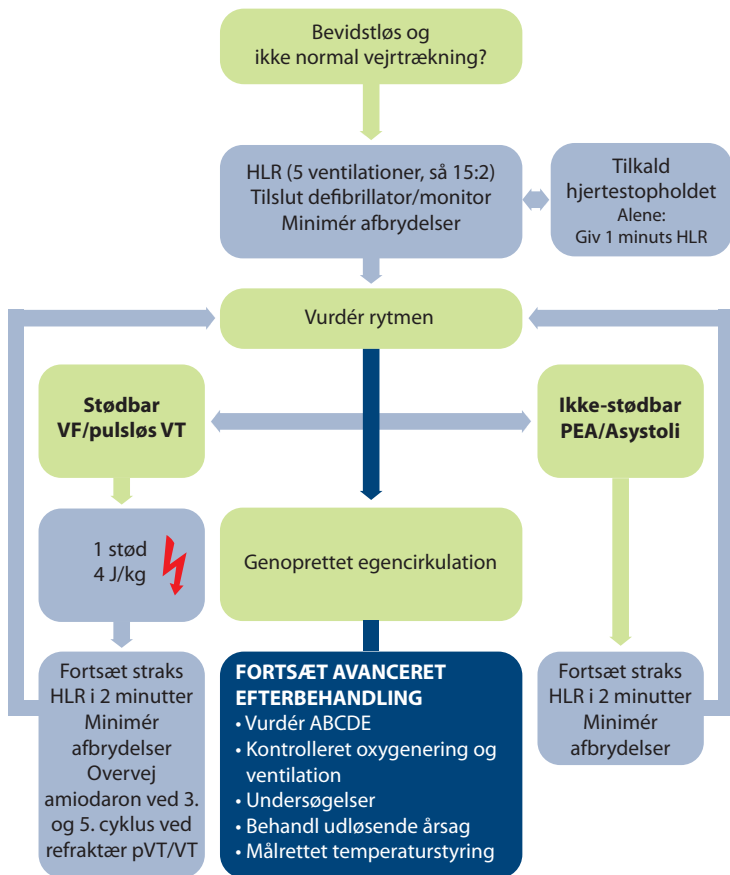 Bevidstløs og
ikke normal vejrtrækning?
HLR (5 ventilationer, så 15:2)
Tilslut defibrillator/monitor
Minimér afbrydelser
Tilkald
hjertestopholdet
Alene:
Giv 1 minuts HLR
Vurdér rytmen
Stødbar
VF/pulsløs VT
Ikke-stødbar
PEA/Asystoli
1 stød
4 J/kg
Genoprettet egencirkulation
Fortsæt straks
HLR i 2 minutter
Minimér
afbrydelser
Overvej
amiodaron ved 3.
og 5. cyklus ved
refraktær pVT/VT
FORTSÆT AVANCERET
EFTERBEHANDLING
• Vurdér ABCDE
• Kontrolleret oxygenering og
ventilation
• Undersøgelser
• Behandl udløsende årsag
• Målrettet temperaturstyring
Fortsæt straks
HLR i 2 minutter
Minimér
afbrydelser